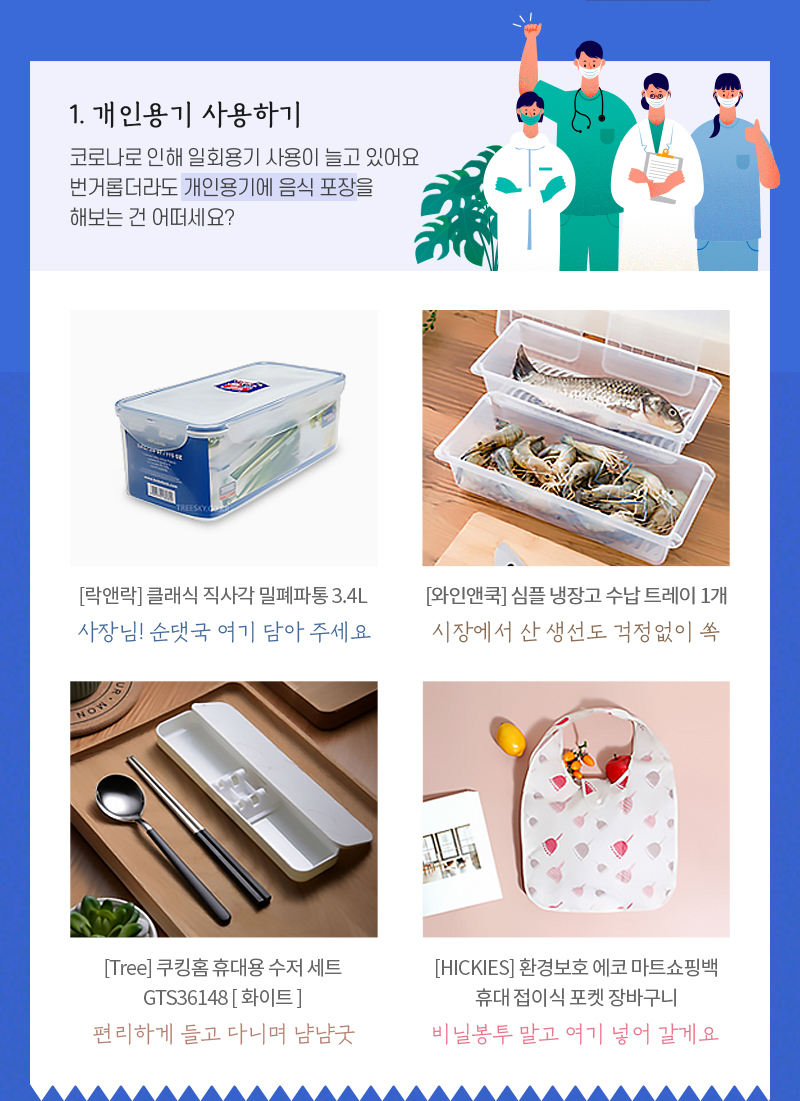 1. 개인용기 사용하기
코로나로 인해 일회용기 사용이 늘고 있어요
번거롭더라도 개인용기에 음식 포장을
해보는 건 어떠세요?
TREESKY.CO.KR
[락앤락] 클래식 직사각 밀폐파통 3.4L
[와인앤쿡] 심플 냉장고 수납 트레이 1개
사장님! 순댓국 여기 담아 주세요
시장에서 산 생선도 걱정없이 쏙
[Tree] 쿠킹홈 휴대용 수저 세트
GTS36148 [ 화이트 ]
[HICKIES] 환경보호 에코 마트쇼핑백
휴대 접이식 포켓 장바구니
편리하게 들고 다니며 냠냠굿
비닐봉투 말고 여기 넣어 갈게요